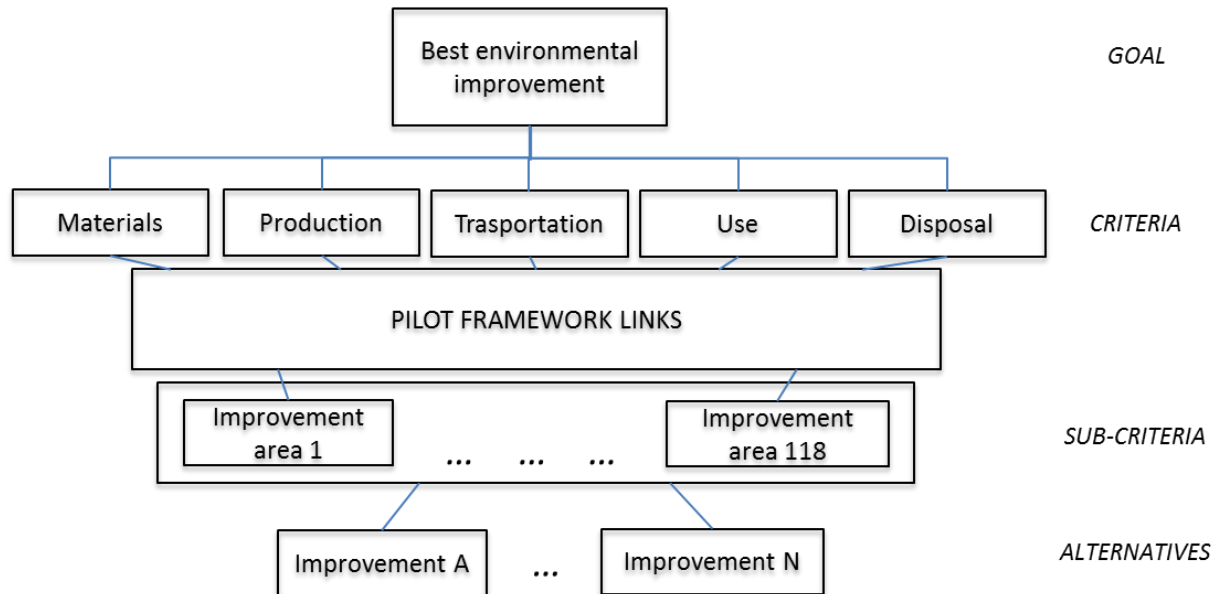 Best environmental
improvement
GOAL
Materials
Production
Trasportation
Use
Disposal
CRITERIA
PILOT FRAMEWORK LINKS
Improvement
area 1
... ... ...
Improvement
area 118
SUB-CRITERIA
Improvement A
...
Improvement N
ALTERNATIVES